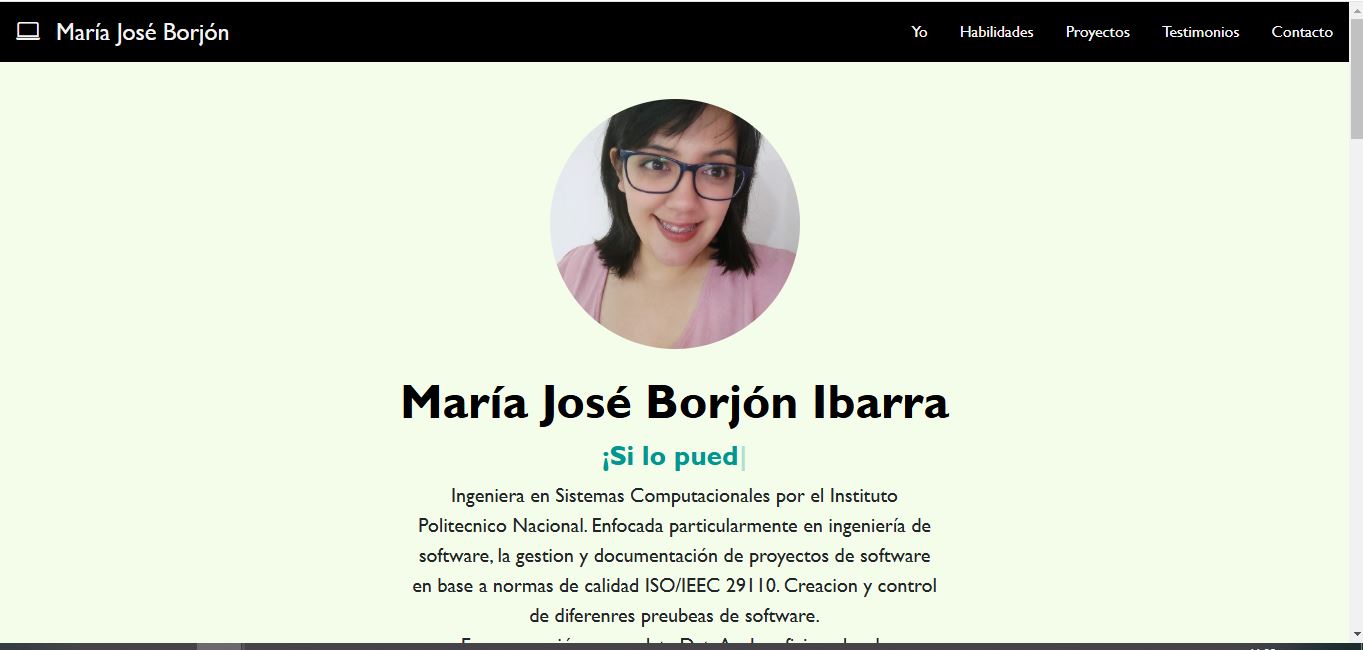 María José Borjón
Yo Habilidades Proyectos Testimonios Contacto
María José Borjón Ibarra
¡Si lo pued
Ingeniera en Sistemas Computacionales por el Instituto
Politecnico Nacional. Enfocada particularmente en ingeniería de
software, la gestion y documentación de proyectos de software
en base a normas de calidad ISO/IEEC 29110. Creacion y control
de diferenres preubeas de software.